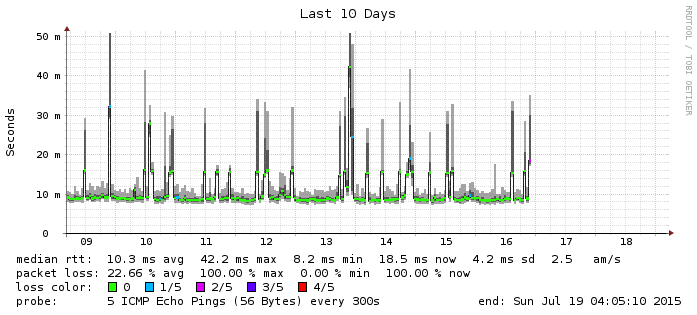 Last 10 Days
RRDTOOL / TOBI OETIKER
Seconds
50 m
40 m
30 m
20 m
10 m
0
09 10 11 12 13 14 15 16 17 18
median rtt: 10.3 ms avg 42.2 ms max 8.2 ms min 18.5 ms now 4.2 ms sd 2.5 am/s
packet loss: 22.66 % avg 100.00 % max 0.00 % min 100.00 % now
loss color: 0 1/5 2/5 3/5 4/5
probe: 5 ICMP Echo Pings (56 Bytes) every 300s end: Sun Jul 19 04:05:10 2015